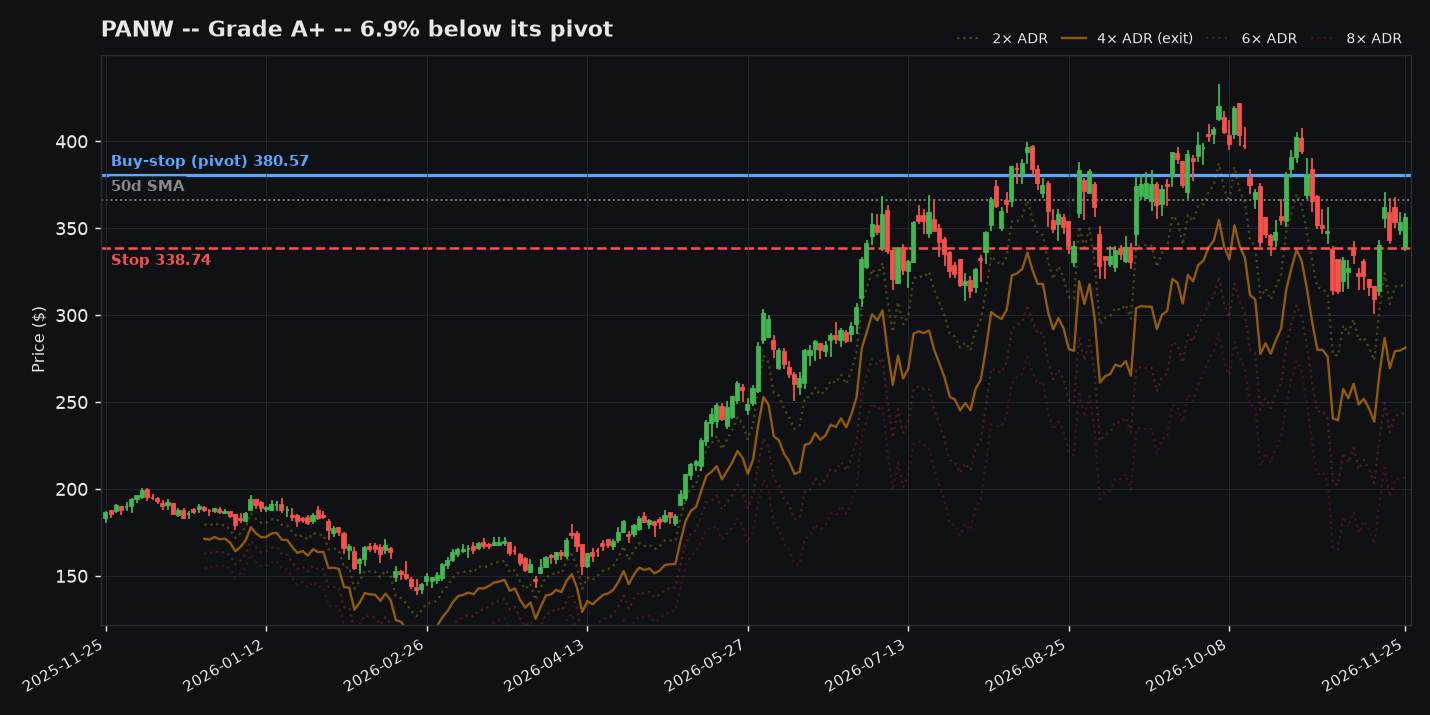 PANW -- Grade A+ -- 6.9% below its pivot
2× ADR
4× ADR (exit)
6× ADR
8× ADR
Price ($)
400
350
300
250
200
150
Buy-stop (pivot) 380.57
50d SMA
Stop 338.74
2025-11-25
2026-01-12
2026-02-26
2026-04-13
2026-05-27
2026-07-13
2026-08-25
2026-10-08
2026-11-25